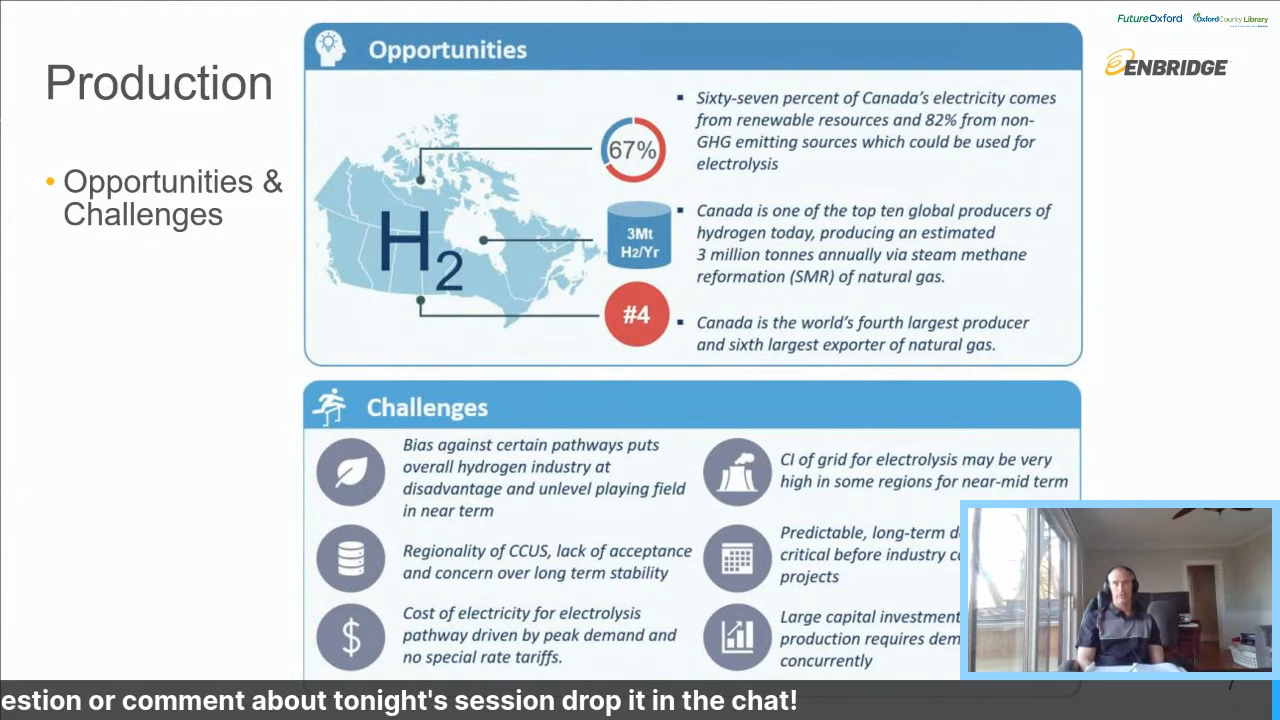 FutureOxford
OxfordCounty Library
ENBRIDGE
Production
• Opportunities &
Challenges
Opportunities
H2
67%
3Mt
H2/Yr
#4
▪ Sixty-seven percent of Canada's electricity comes
from renewable resources and 82% from non-
GHG emitting sources which could be used for
electrolysis
▪ Canada is one of the top ten global producers of
hydrogen today, producing an estimated
3 million tonnes annually via steam methane
reformation (SMR) of natural gas.
▪ Canada is the world's fourth largest producer
and sixth largest exporter of natural gas.
Challenges
Bias against certain pathways puts
overall hydrogen industry at
disadvantage and unlevel playing field
in near term
Regionality of CCUS, lack of acceptance
and concern over long term stability
$
Cost of electricity for electrolysis
pathway driven by peak demand and
no special rate tariffs.
CI of grid for electrolysis may be very
high in some regions for near-mid term
Predictable, long-term
critical before industry
projects
Large capital investment
production requires
concurrently
estion or comment about tonight's session drop it in the chat!